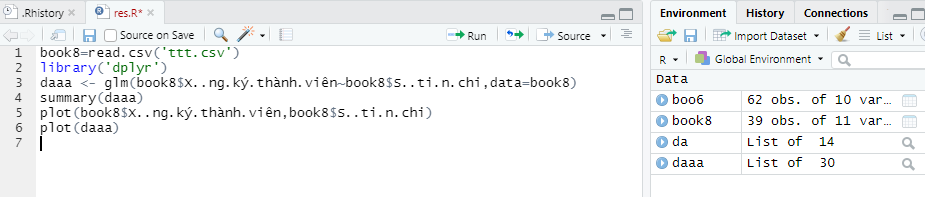 .Rhistory
res.R*
Source on Save
Run
Source
1 book8=read.csv('ttt.csv')
2 library('dplyr')
3 daaa <- glm(book8$X..ng.ký.thành.viên~book8$S..ti.n.chi,data=book8)
4 summary(daaa)
5 plot(book8$X..ng.ký.thành.viên,book8$S..ti.n.chi)
6 plot(daaa)
7
Environment History Connections
Import Dataset List
R Global Environment
Data
boo6 62 obs. of 10 var…
book8 39 obs. of 11 var…
da List of 14
daaa List of 30